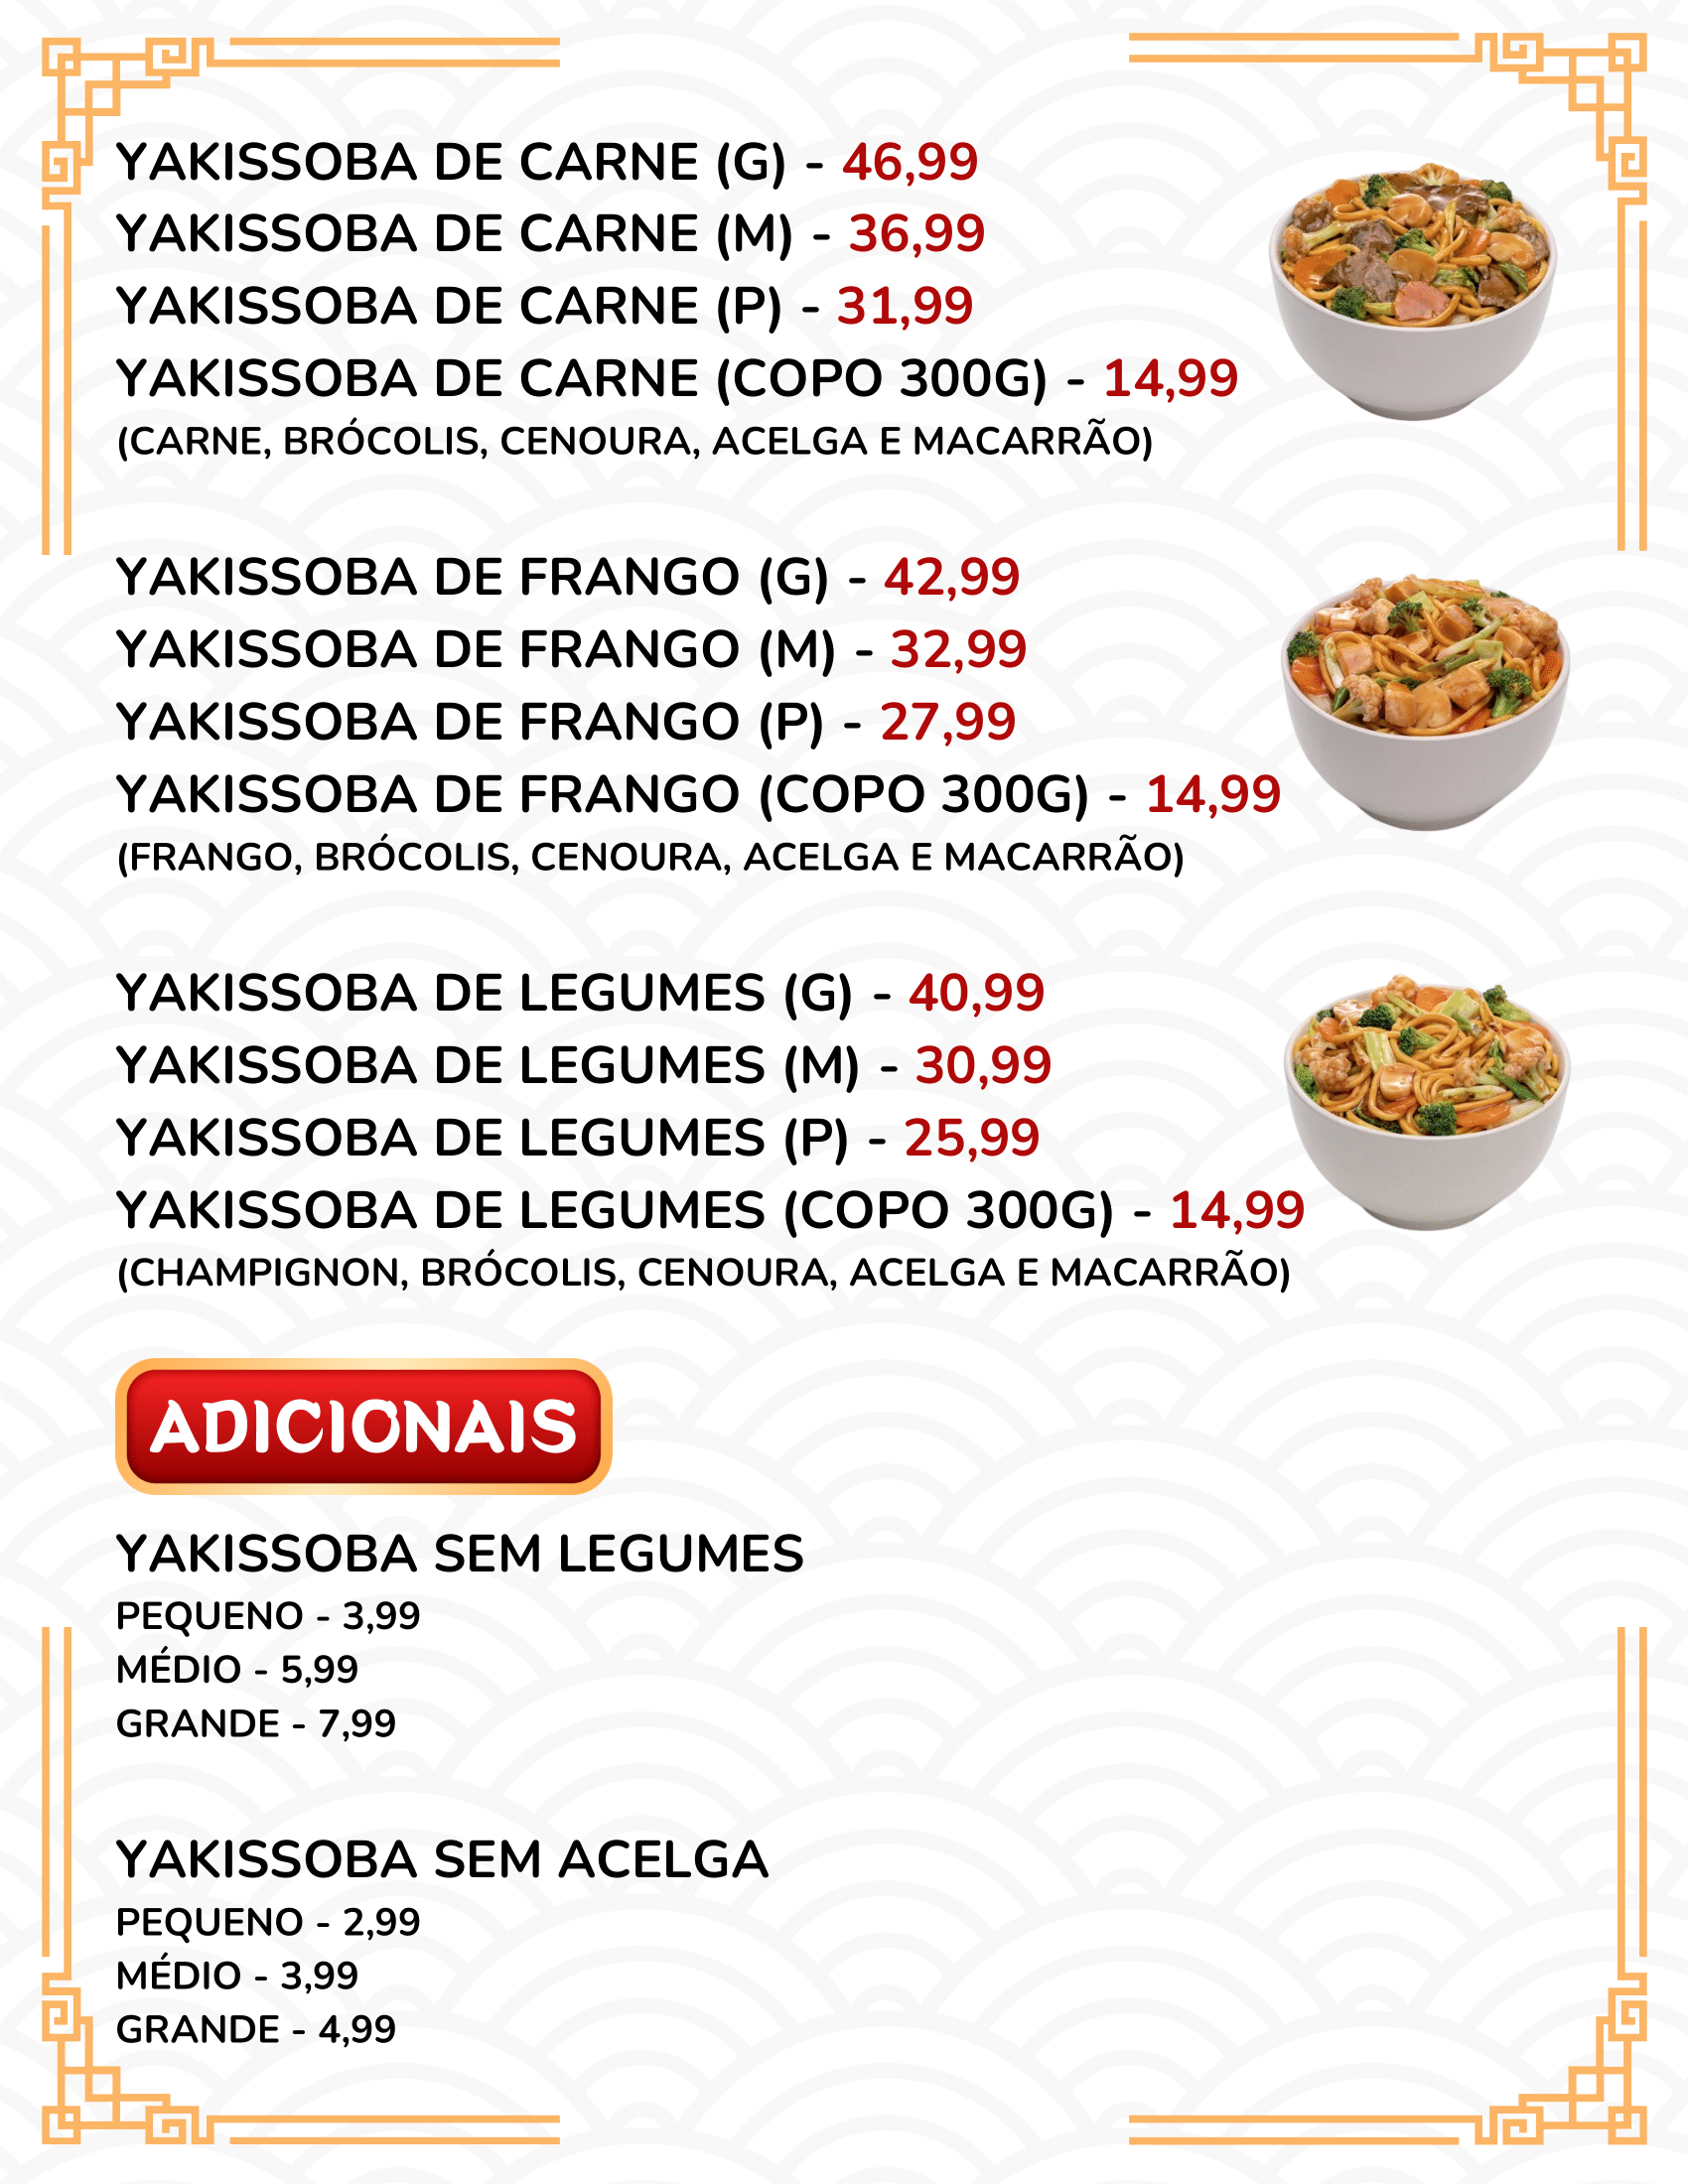 YAKISSOBA DE CARNE (G) - 46,99
YAKISSOBA DE CARNE (M) - 36,99
YAKISSOBA DE CARNE (P) - 31,99
YAKISSOBA DE CARNE (COPO 300G) - 14,99
(CARNE, BRÓCOLIS, CENOURA, ACELGA E MACARRÃO)
YAKISSOBA DE FRANGO (G) - 42,99
YAKISSOBA DE FRANGO (M) - 32,99
YAKISSOBA DE FRANGO (P) - 27,99
YAKISSOBA DE FRANGO (COPO 300G) - 14,99
(FRANGO, BRÓCOLIS, CENOURA, ACELGA E MACARRÃO)
YAKISSOBA DE LEGUMES (G) - 40,99
YAKISSOBA DE LEGUMES (M) - 30,99
YAKISSOBA DE LEGUMES (P) - 25,99
YAKISSOBA DE LEGUMES (COPO 300G) - 14,99
(CHAMPIGNON, BRÓCOLIS, CENOURA, ACELGA E MACARRÃO)
ADICIONAIS
YAKISSOBA SEM LEGUMES
PEQUENO - 3,99
MÉDIO - 5,99
GRANDE - 7,99
YAKISSOBA SEM ACELGA
PEQUENO - 2,99
MÉDIO - 3,99
GRANDE - 4,99